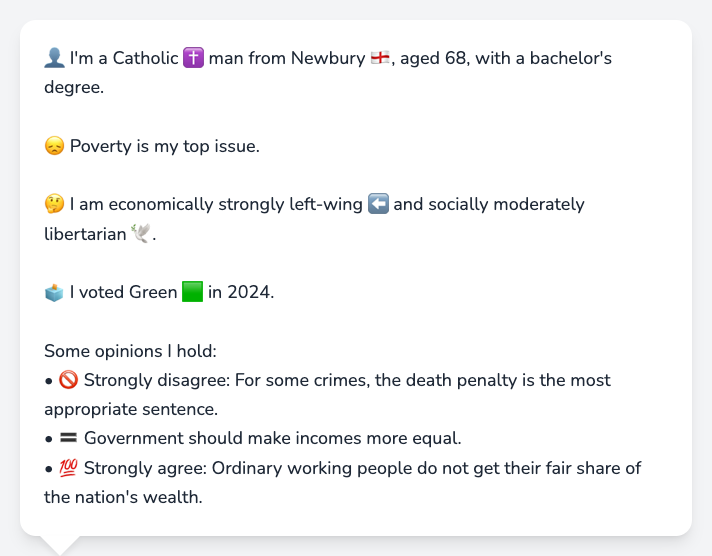 👤 I'm a Catholic ✝️ man from Newbury 🏴󠁧󠁢󠁥󠁮󠁧󠁿, aged 68, with a bachelor's
degree.
😞 Poverty is my top issue.
🤔 I am economically strongly left-wing ⬅️ and socially moderately
libertarian 🕊️.
🗳️ I voted Green 🟩 in 2024.
Some opinions I hold:
• 🚫 Strongly disagree: For some crimes, the death penalty is the most
appropriate sentence.
• 🟰 Government should make incomes more equal.
• 💯 Strongly agree: Ordinary working people do not get their fair share of
the nation's wealth.